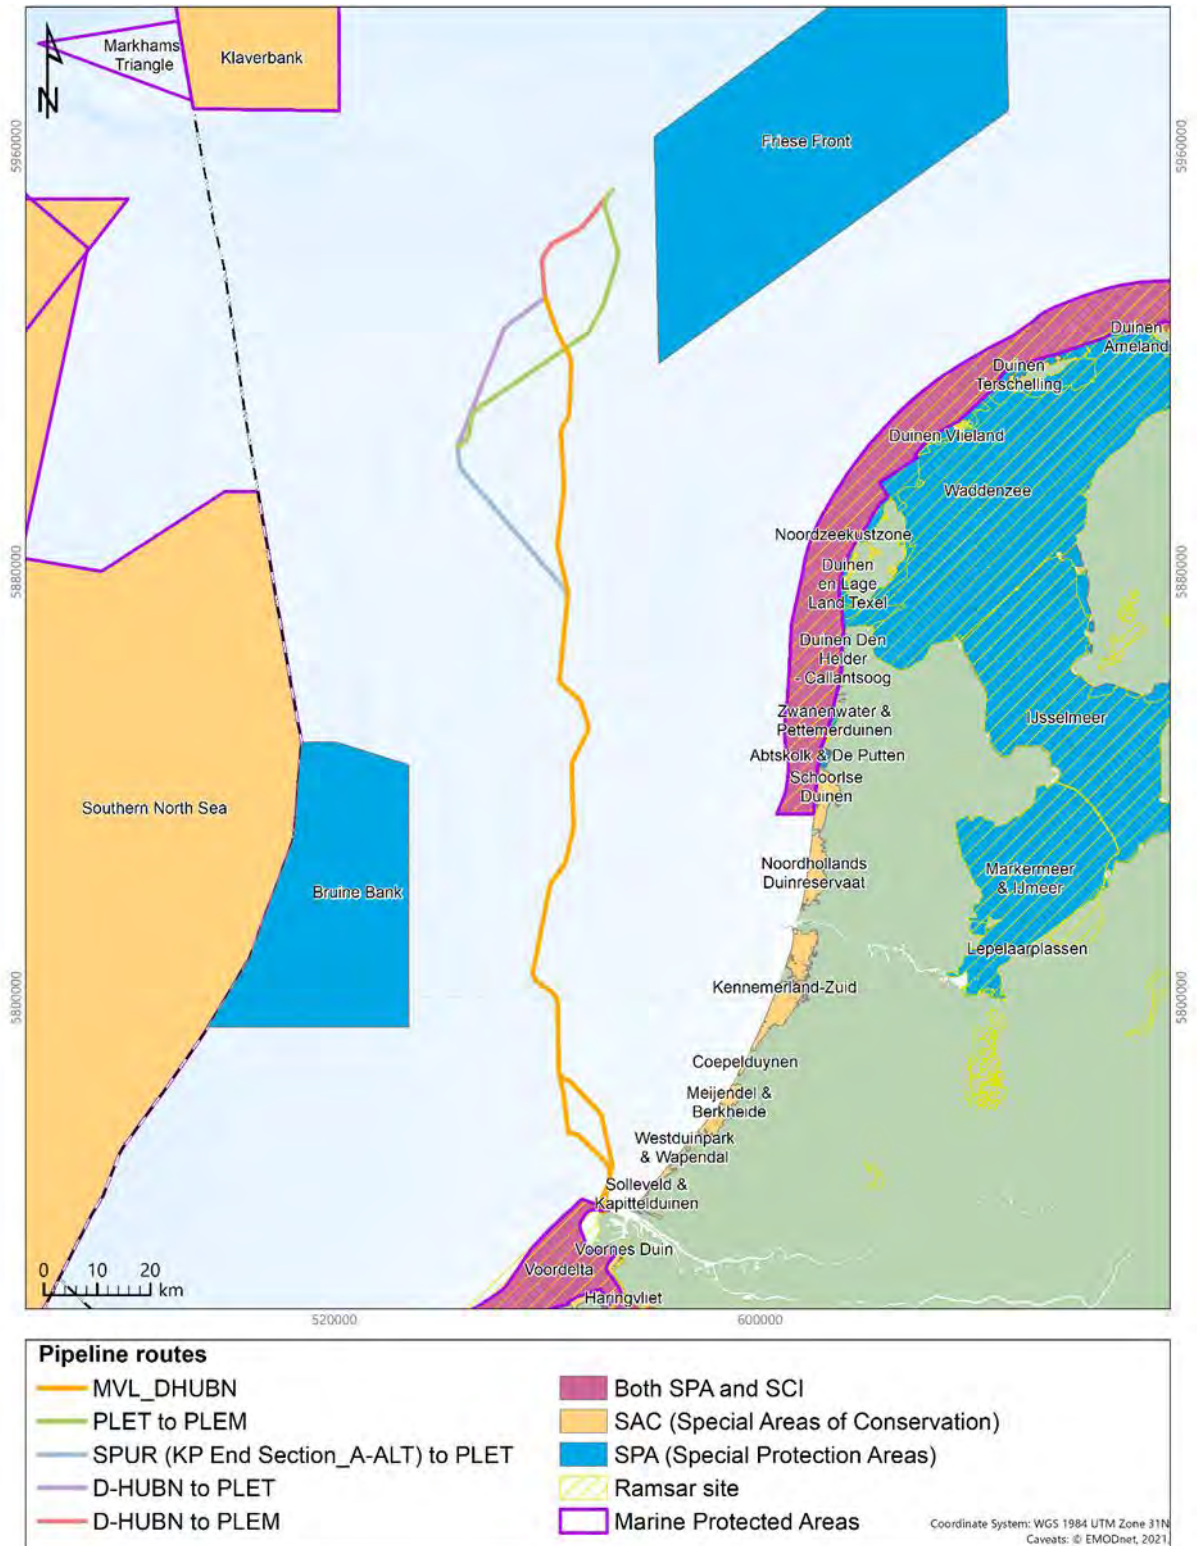 Markhams
Triangle
Klaverbank
N
Friese Front
5960000
5960000
Duinen
Ameland
Duinen
Terschelling
Duinen Vlieland
Waddenzee
Noordzeekustzone
5880000
5880000
Duinen
en Lage
Land Texel
Duinen Den
Helder
- Callantsoog
Zwanenwater &
Pettemerduinen
IJsselmeer
Abtskolk & De Putten
Schoorlse
Duinen
Southern North Sea
Bruine Bank
Noordhollands
Duinreservaat
Markermeer
& IJmeer
Lepelaarplassen
5800000
5800000
Kennemerland-Zuid
Coepelduynen
Meijendel &
Berkheide
Westduinpark
& Wapendal
Solleveld &
Kapittelduinen
Voornes Duin
Voordelta
Haringvliet
0 10 20
km
520000
600000
Pipeline routes
MVL_DHUBN
PLET to PLEM
SPUR (KP End Section_A-ALT) to PLET
D-HUBN to PLET
D-HUBN to PLEM
Both SPA and SCI
SAC (Special Areas of Conservation)
SPA (Special Protection Areas)
Ramsar site
Marine Protected Areas
Coordinate System: WGS 1984 UTM Zone 31N
Caveats: © EMODnet, 2021.